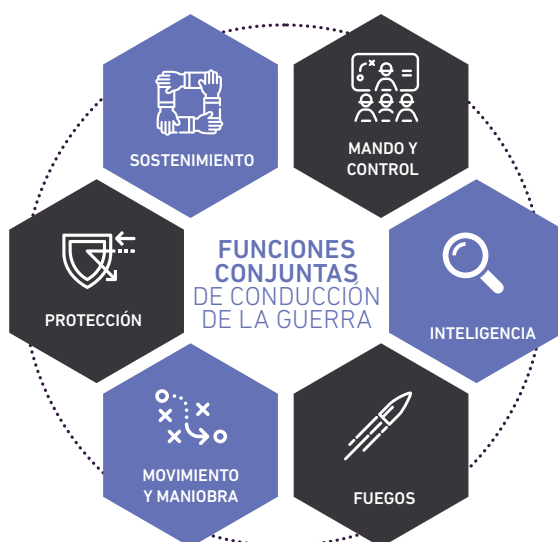 SOSTENIMIENTO
MANDO Y
CONTROL
PROTECCIÓN
FUNCIONES
CONJUNTAS
DE CONDUCCIÓN
DE LA GUERRA
INTELIGENCIA
MOVIMIENTO
Y MANIOBRA
FUEGOS